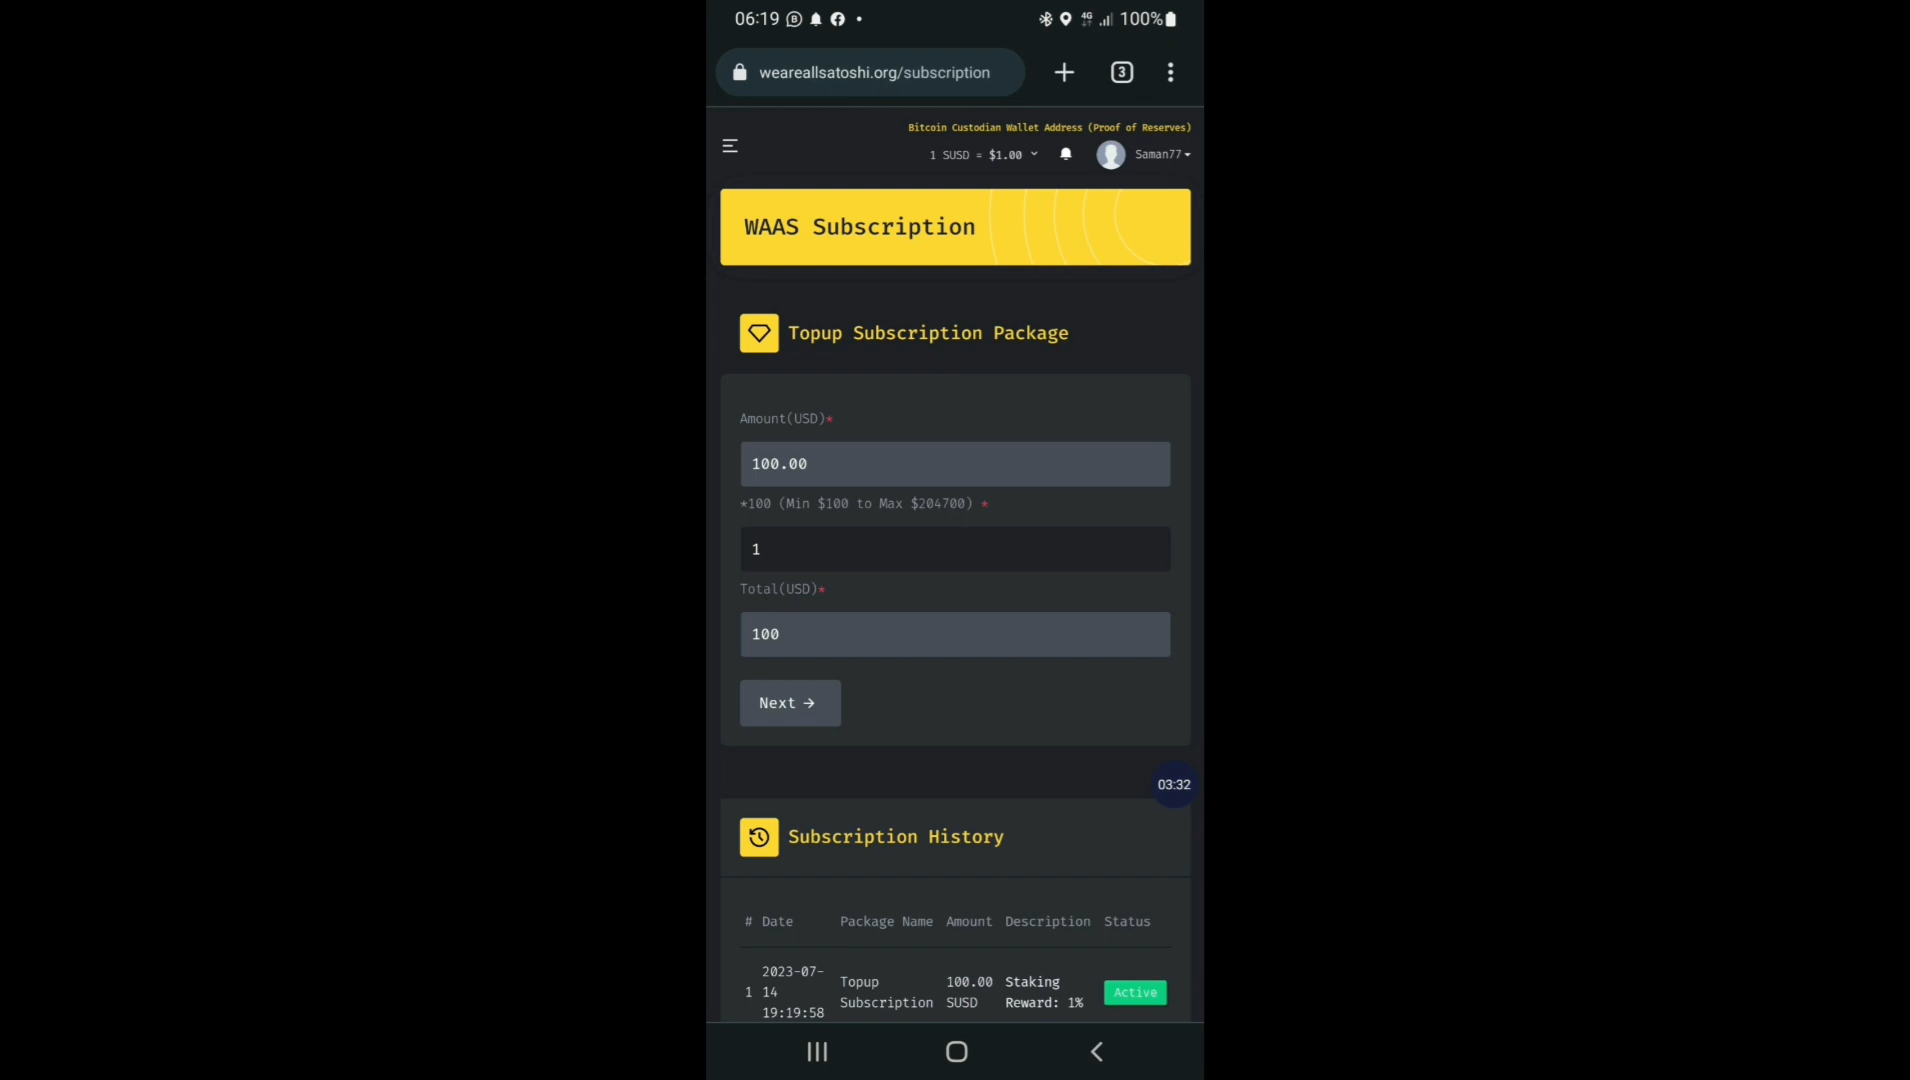 06:19 100%
weareallsatoshi.org/subscription 3
Bitcoin Custodian Wallet Address (Proof of Reserves)
1 SUSD = $1.00 Saman77
WAAS Subscription
Topup Subscription Package
Amount(USD)*
100.00
*100 (Min $100 to Max $204700) *
1
Total(USD)*
100
Next →
03:32
Subscription History
# Date Package Name Amount Description Status
2023-07-
Topup 100.00 Staking
1 14 Active
Subscription SUSD Reward: 1%
19:19:58